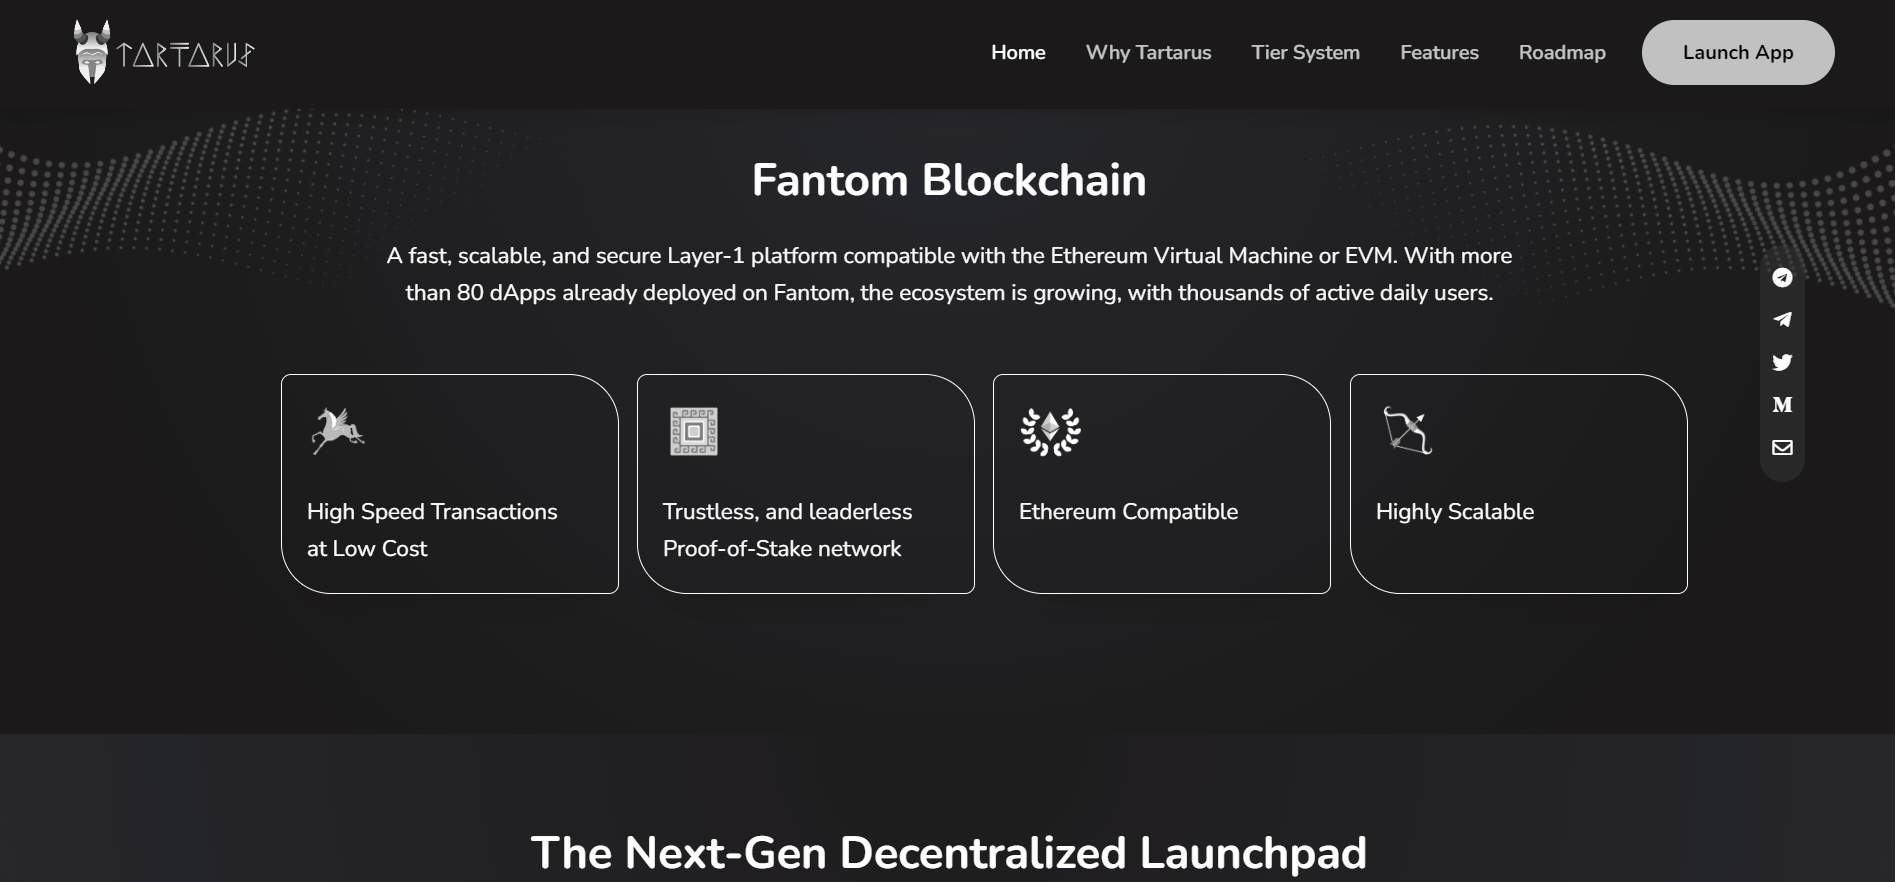 TARTARUS
Home
Why Tartarus
Tier System
Features
Roadmap
Launch App
Fantom Blockchain
A fast, scalable, and secure Layer-1 platform compatible with the Ethereum Virtual Machine or EVM. With more
than 80 dApps already deployed on Fantom, the ecosystem is growing, with thousands of active daily users.
High Speed Transactions
at Low Cost
Trustless, and leaderless
Proof-of-Stake network
Ethereum Compatible
Highly Scalable
The Next-Gen Decentralized Launchpad